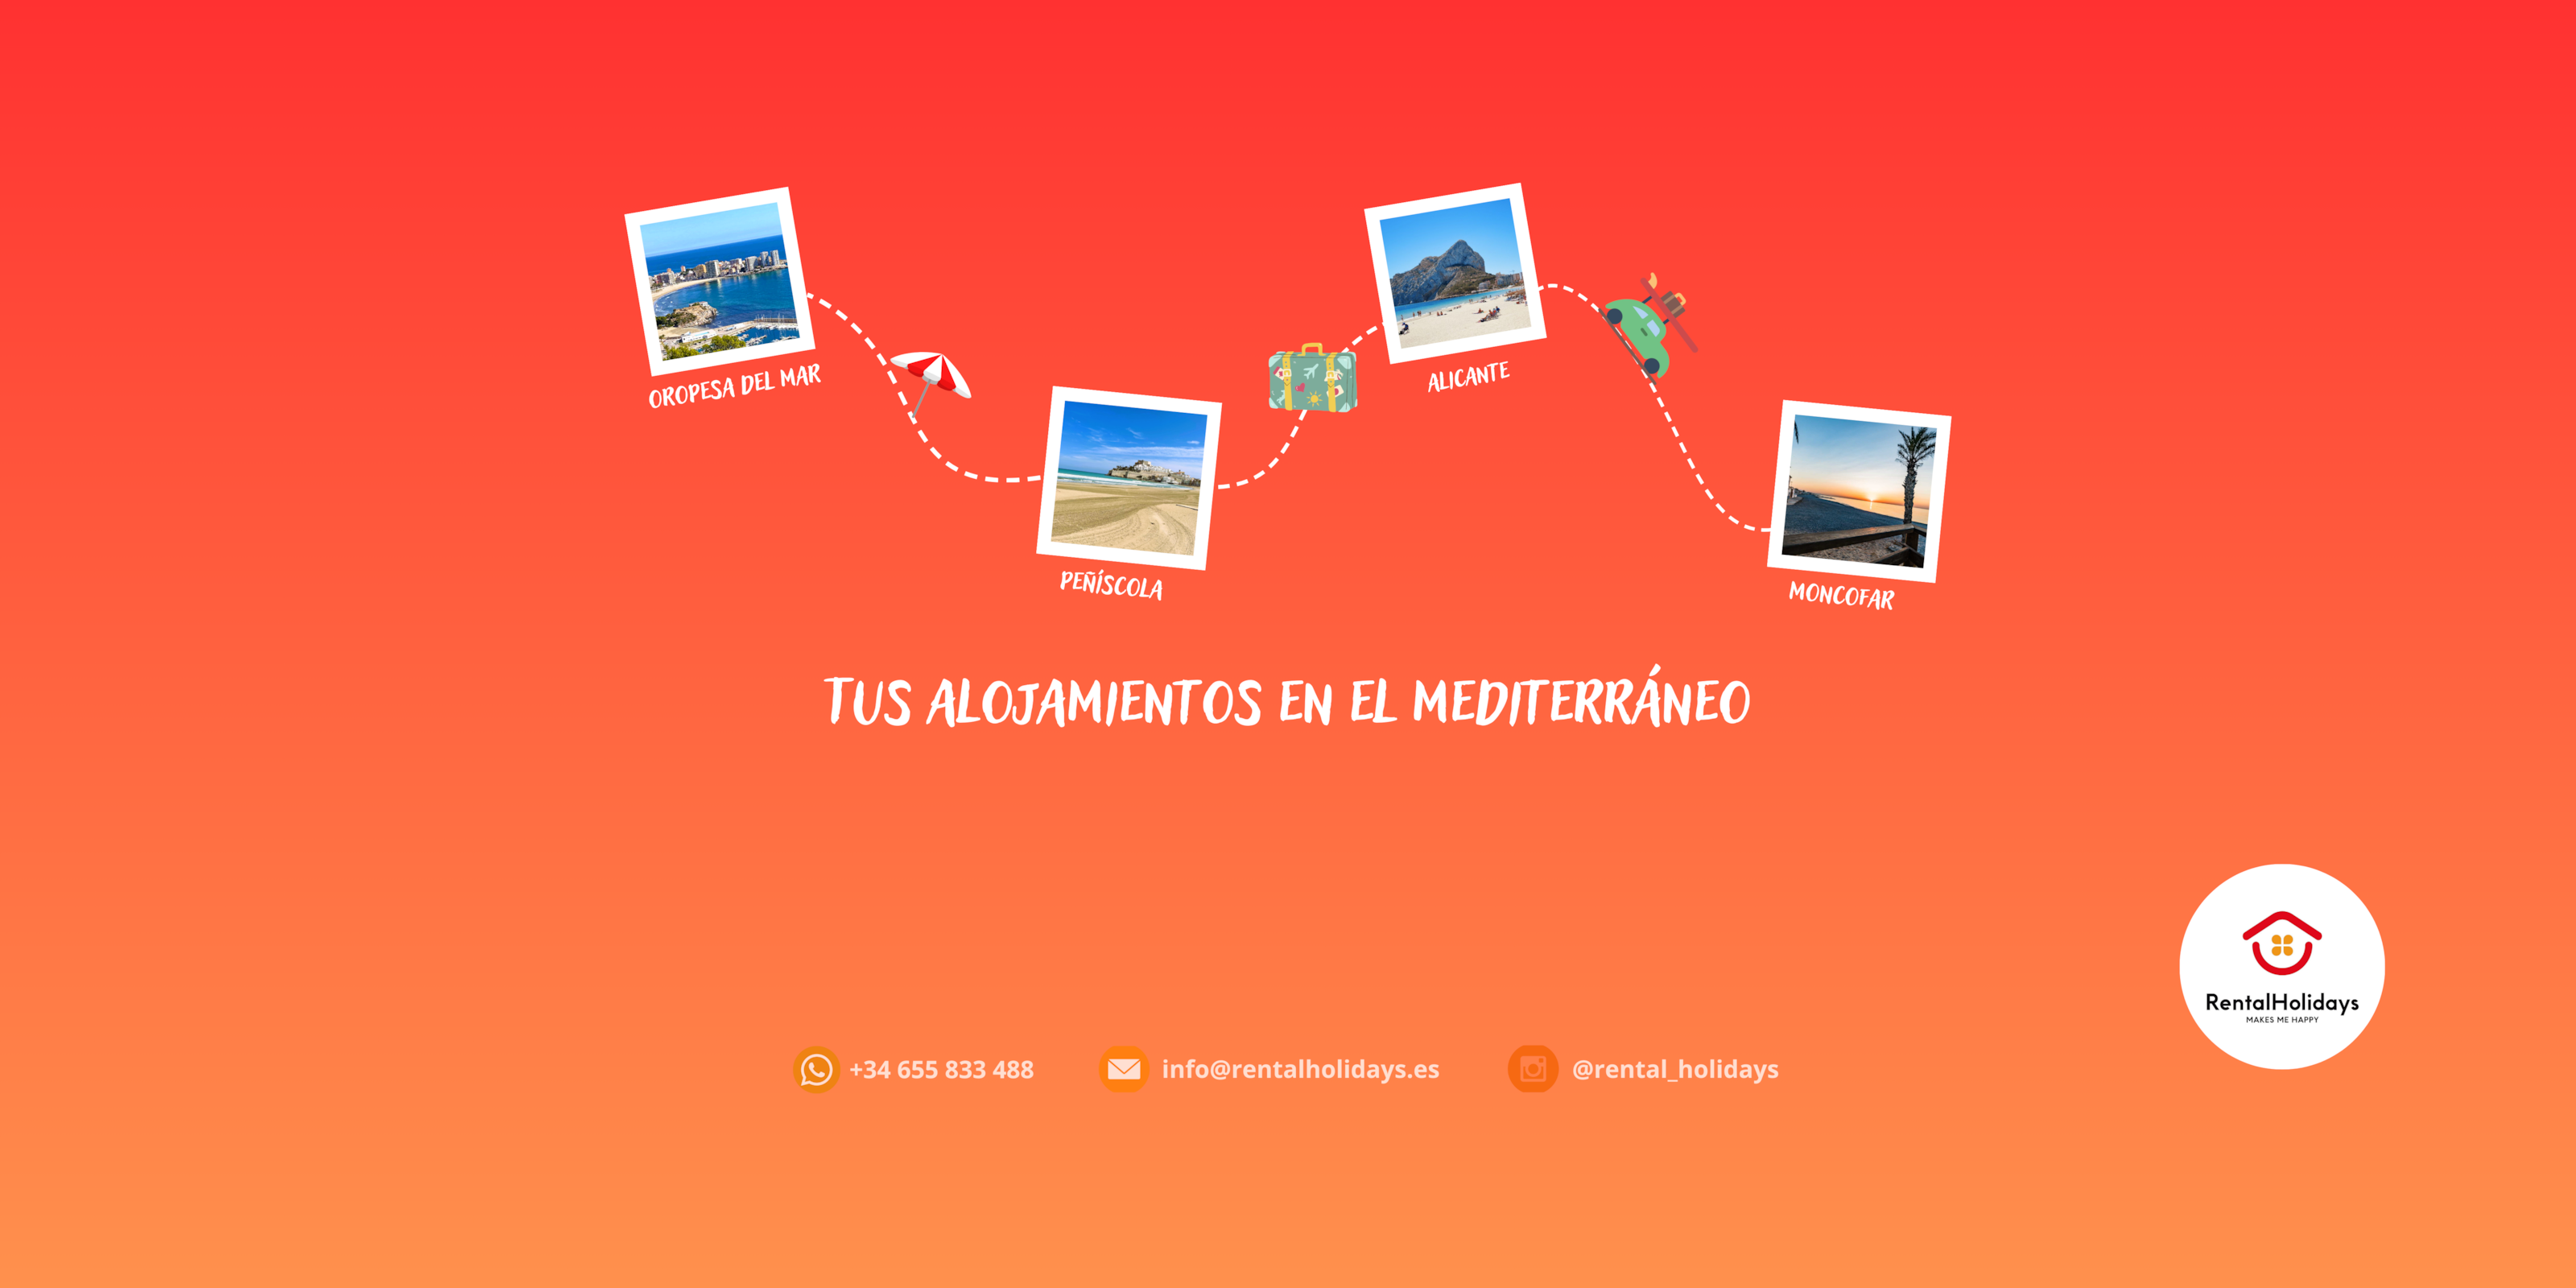 OROPESA DEL MAR
PEÑÍSCOLA
ALICANTE
MONCOFAR
TUS ALOJAMIENTOS EN EL MEDITERRÁNEO
RentalHolidays
MAKES ME HAPPY
+34 655 833 488
info@rentalholidays.es
@rental_holidays